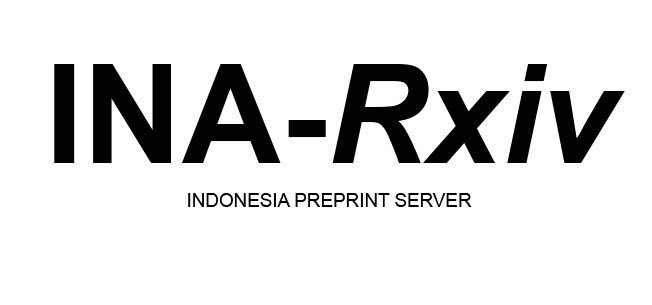 INA-Rxiv
INDONESIA PREPRINT SERVER